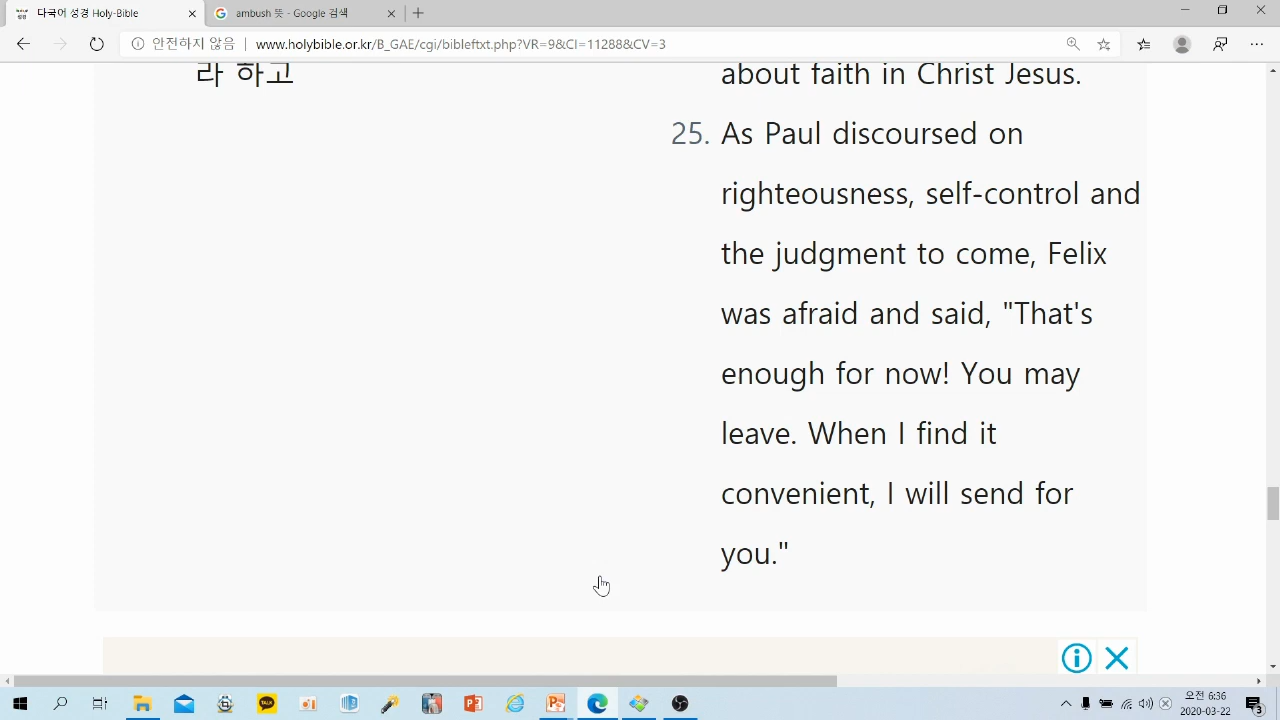 다국어 성경 Holy-Bible
ambush 뜻 - Google 검색
안전하지 않음 | www.holybible.or.kr/B_GAE/cgi/bibleftxt.php?VR=9&CI=11288&CV=3
라 하고
about faith in Christ Jesus.
25. As Paul discoursed on
righteousness, self-control and
the judgment to come, Felix
was afraid and said, "That's
enough for now! You may
leave. When I find it
convenient, I will send for
you."
TALK
오전 6:36
2020-03-22
3